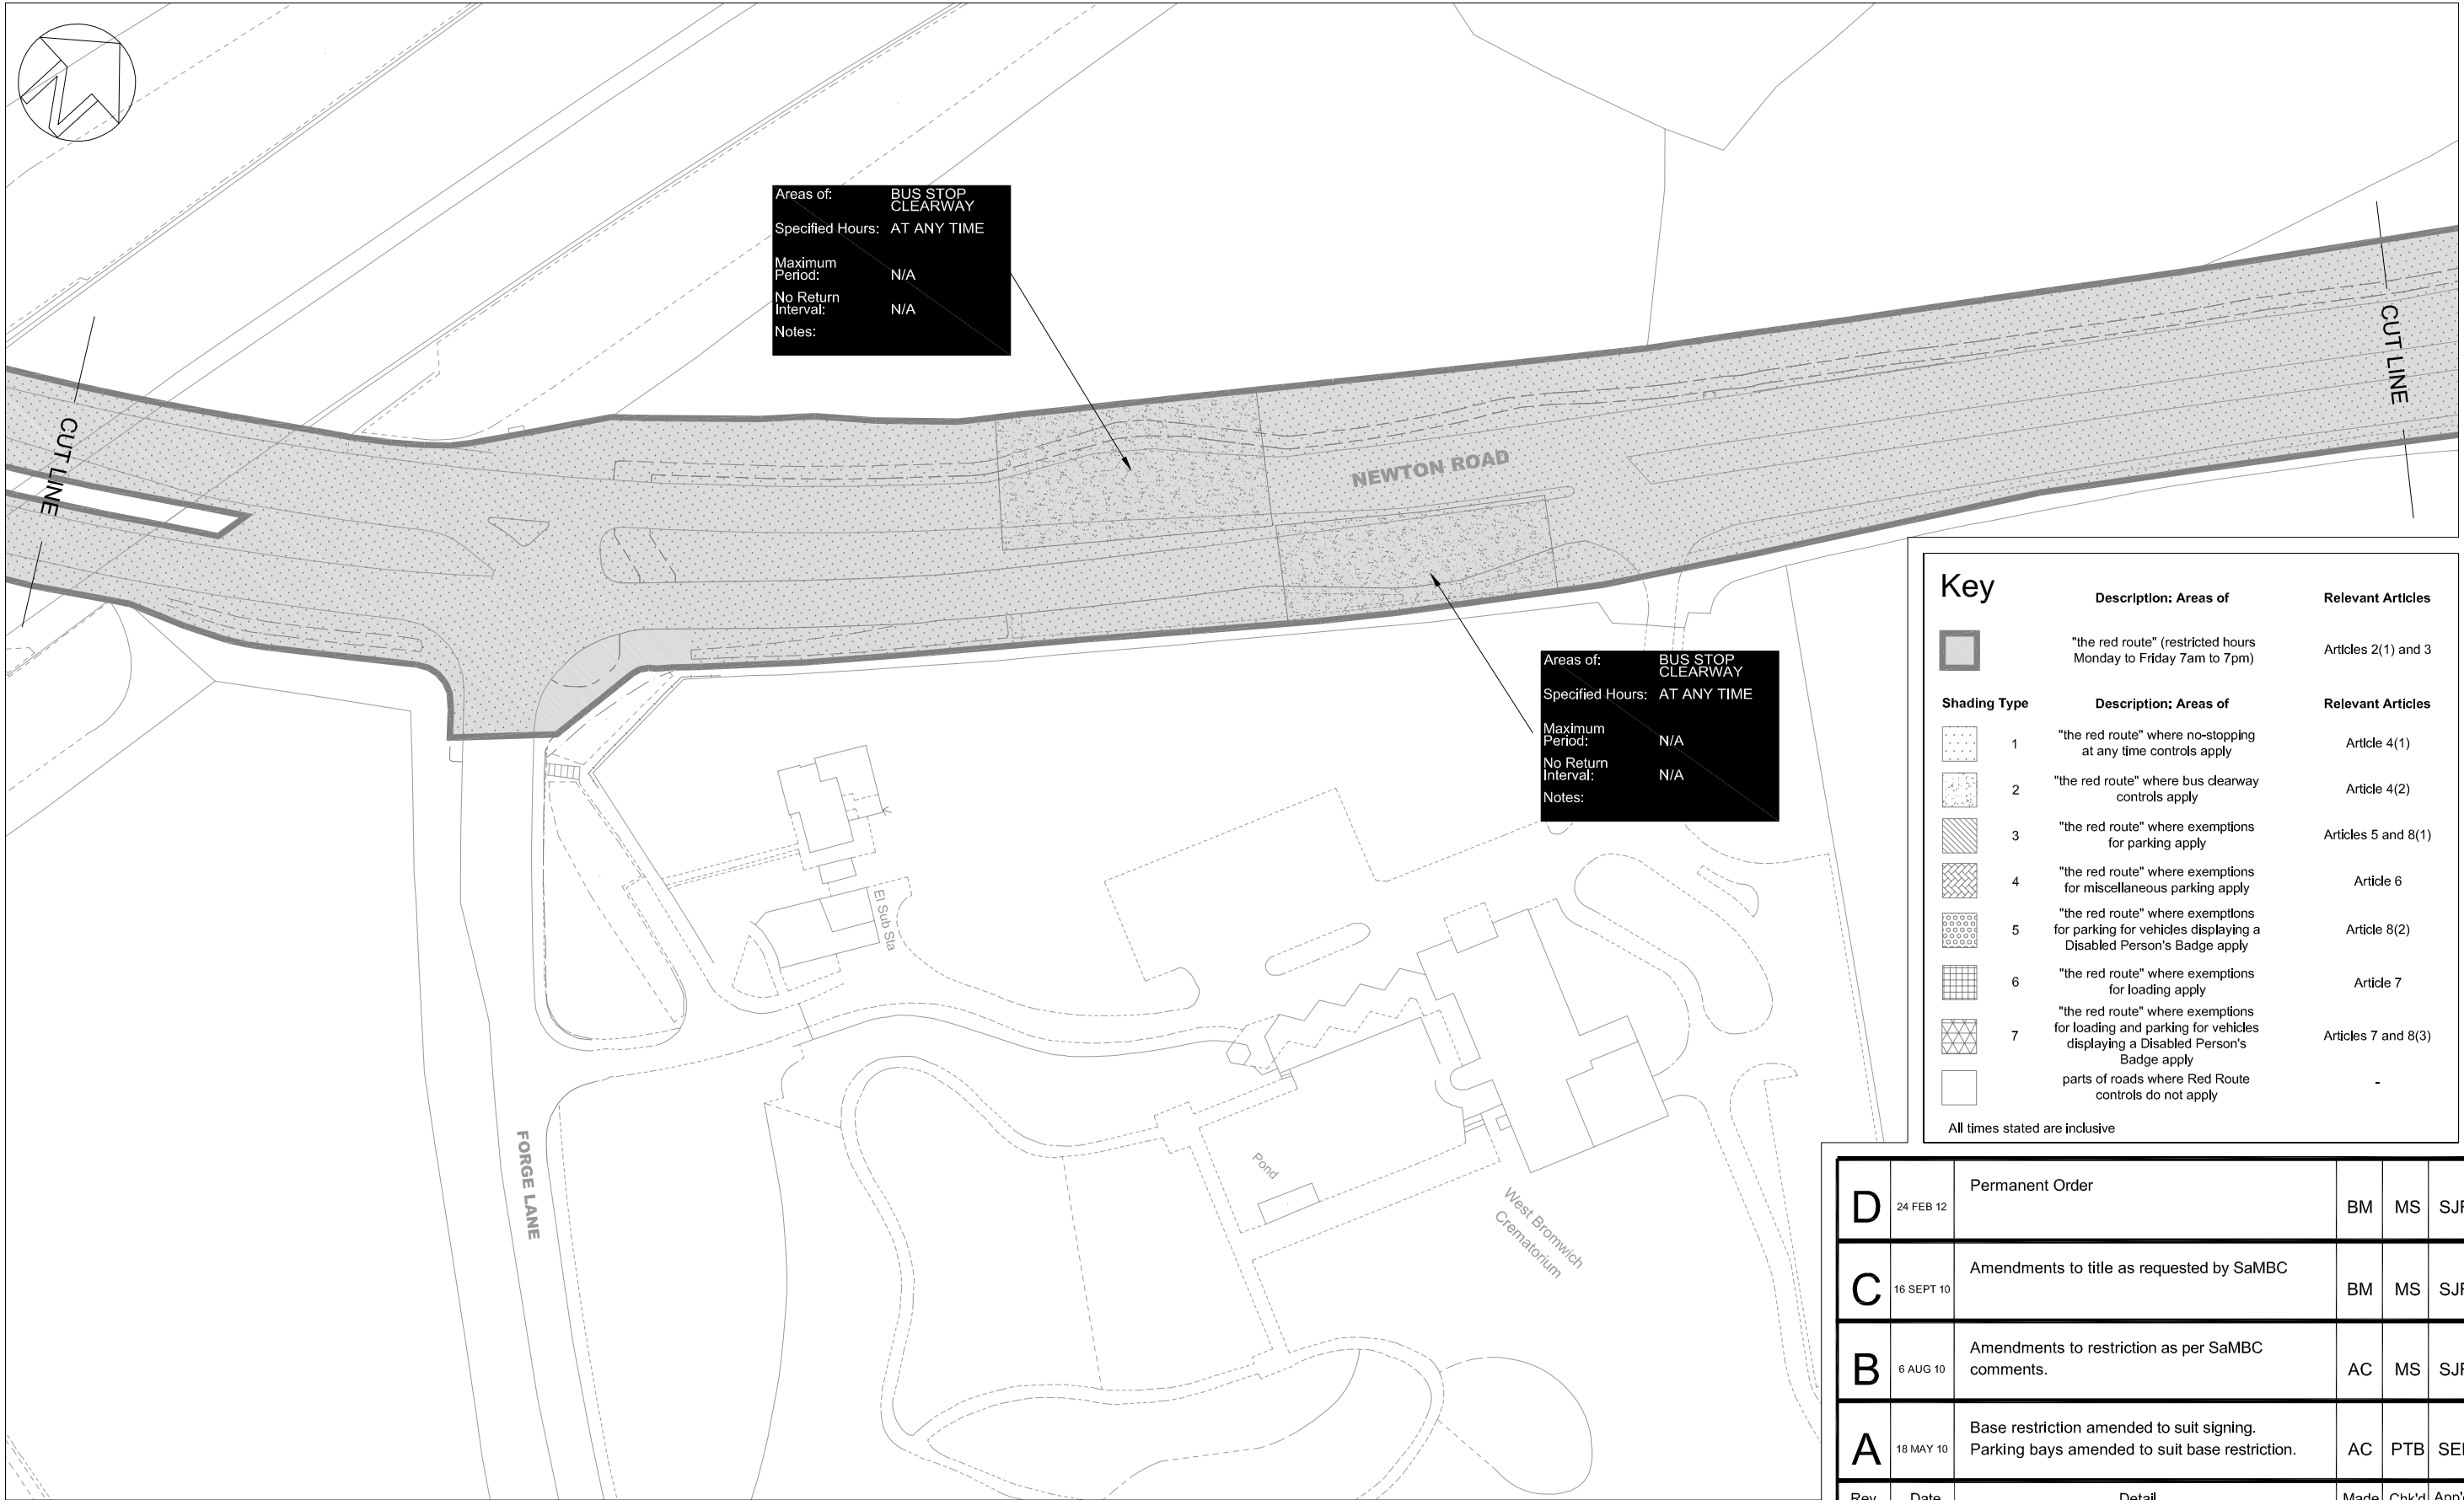 Areas of: BUS STOP
CLEARWAY
Specified Hours: AT ANY TIME
Maximum
Period: N/A
No Return
Interval: N/A
Notes:
CUT LINE
CUT LINE
NEWTON ROAD
Areas of: BUS STOP
CLEARWAY
Specified Hours: AT ANY TIME
Maximum
Period: N/A
No Return
Interval: N/A
Notes:
El Sub Sta
FORGE LANE
Pond
West Bromwich
Crematorium
Key
Description: Areas of Relevant Articles
"the red route" (restricted hours
Monday to Friday 7am to 7pm) Articles 2(1) and 3
Shading Type Description: Areas of Relevant Articles
1 "the red route" where no-stopping
at any time controls apply Article 4(1)
2 "the red route" where bus clearway
controls apply Article 4(2)
3 "the red route" where exemptions
for parking apply Articles 5 and 8(1)
4 "the red route" where exemptions
for miscellaneous parking apply Article 6
5 "the red route" where exemptions
for parking for vehicles displaying a
Disabled Person's Badge apply Article 8(2)
6 "the red route" where exemptions
for loading apply Article 7
7 "the red route" where exemptions
for loading and parking for vehicles
displaying a Disabled Person's
Badge apply Articles 7 and 8(3)
parts of roads where Red Route
controls do not apply -
All times stated are inclusive
D 24 FEB 12 Permanent Order BM MS
C 16 SEPT 10 Amendments to title as requested by SaMBC BM MS
B 6 AUG 10 Amendments to restriction as per SaMBC
comments. AC MS
A 18 MAY 10 Base restriction amended to suit signing.
Parking bays amended to suit base restriction. AC PTB
Rev Date Detail Made Chk'd App'd